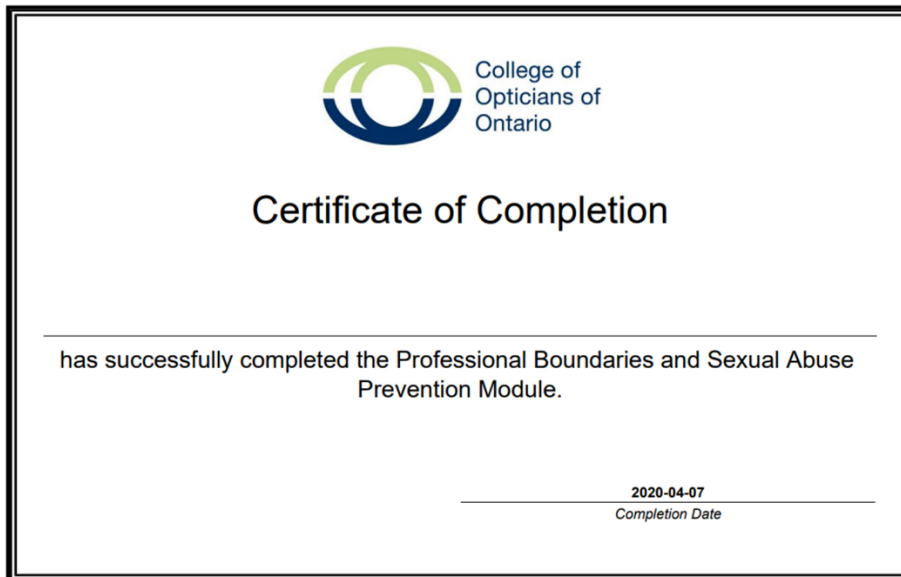 College of
Opticians of
Ontario
Certificate of Completion
has successfully completed the Professional Boundaries and Sexual Abuse
Prevention Module.
2020-04-07
Completion Date